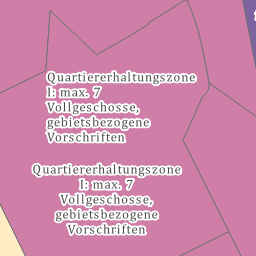 Quartiererhaltungszone
I: max. 7
Vollgeschosse,
gebietsbezogene
Vorschriften
Quartiererhaltungszone
I: max. 7
Vollgeschosse,
gebietsbezogene
Vorschriften